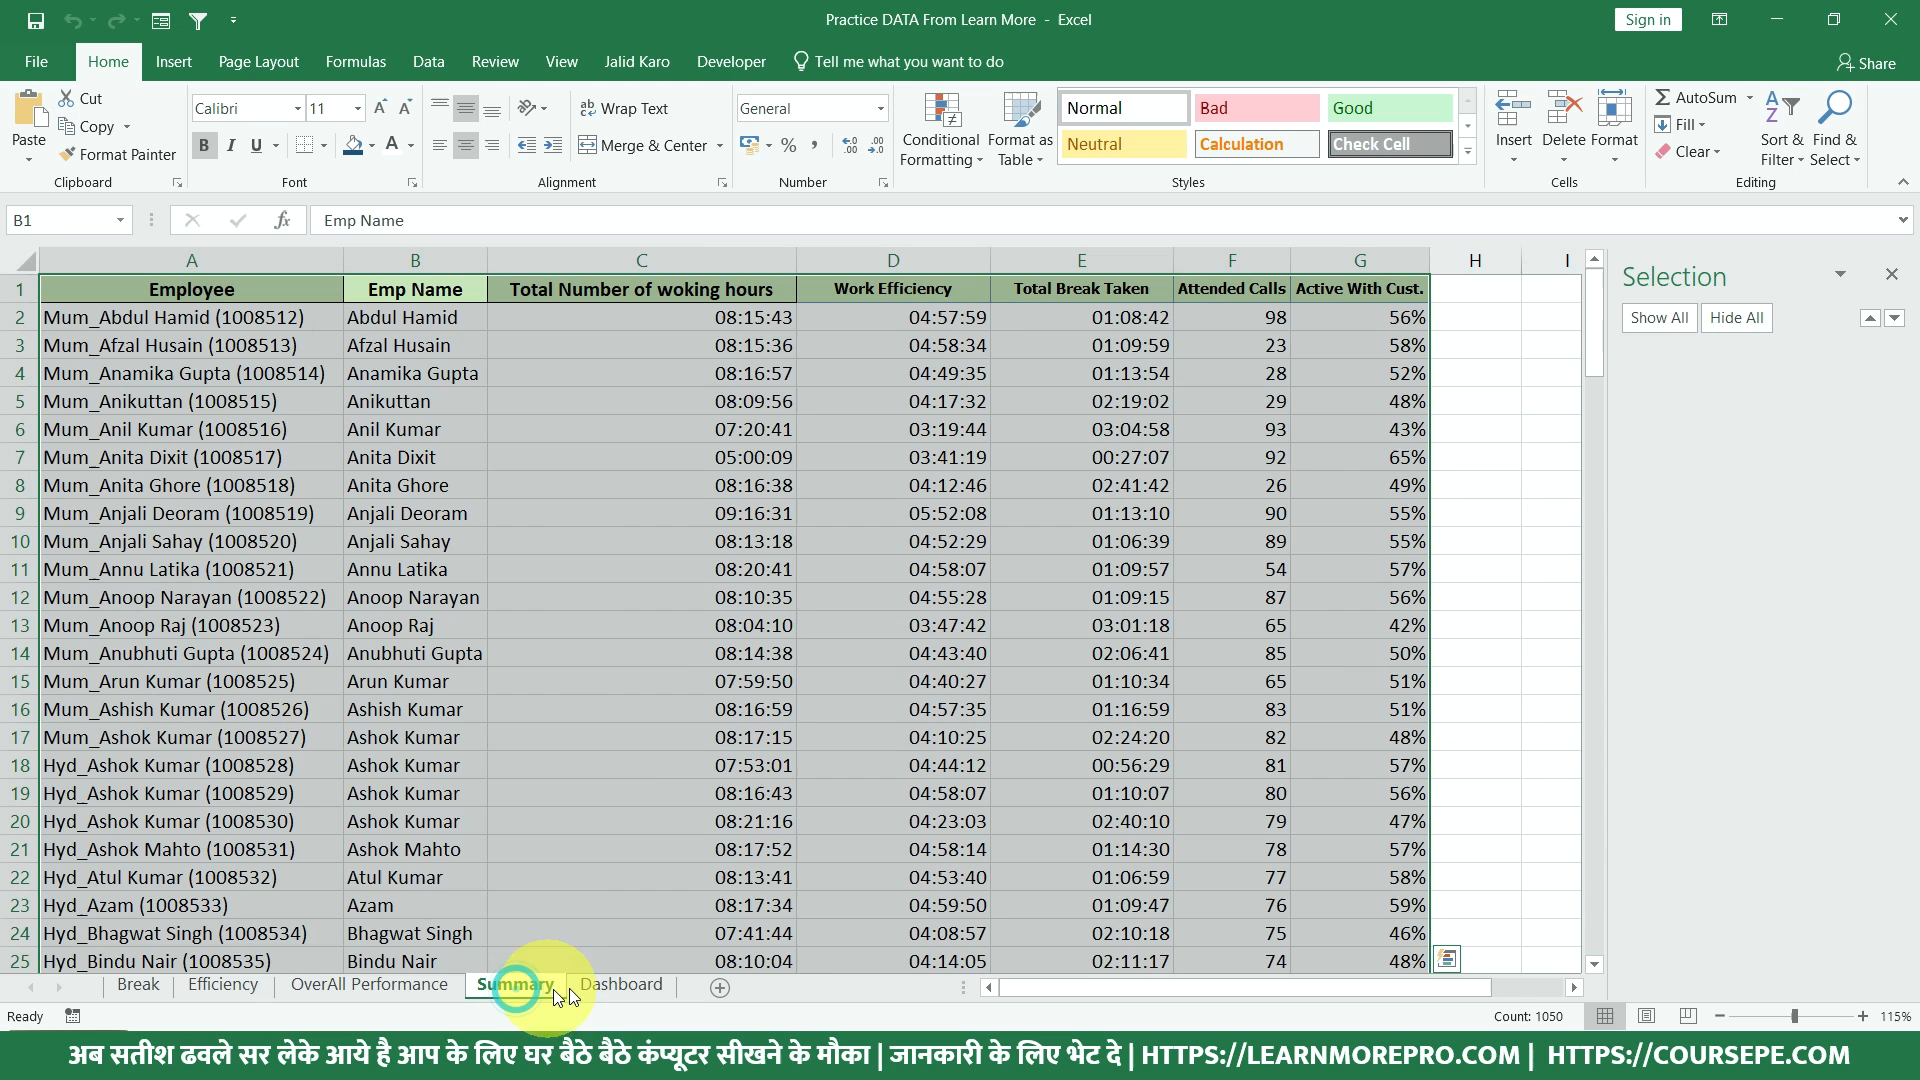 Practice DATA From Learn More - Excel
Sign in
File Home Insert Page Layout Formulas Data Review View Jalid Karo Developer Tell me what you want to do Share
Paste Cut Copy Format Painter Clipboard
Calibri 11 B I U A Font
ab Wrap Text Merge & Center Alignment
General % , Number
Conditional Formatting Format as Table Normal Bad Good Neutral Calculation Check Cell Styles
Insert Delete Format Cells
AutoSum Fill Clear Sort & Filter Find & Select Editing
B1 fx Emp Name
A B C D E F G H I
1 Employee Emp Name Total Number of woking hours Work Efficiency Total Break Taken Attended Calls Active With Cust.
2 Mum_Abdul Hamid (1008512) Abdul Hamid 08:15:43 04:57:59 01:08:42 98 56%
3 Mum_Afzal Husain (1008513) Afzal Husain 08:15:36 04:58:34 01:09:59 23 58%
4 Mum_Anamika Gupta (1008514) Anamika Gupta 08:16:57 04:49:35 01:13:54 28 52%
5 Mum_Anikuttan (1008515) Anikuttan 08:09:56 04:17:32 02:19:02 29 48%
6 Mum_Anil Kumar (1008516) Anil Kumar 07:20:41 03:19:44 03:04:58 93 43%
7 Mum_Anita Dixit (1008517) Anita Dixit 05:00:09 03:41:19 00:27:07 92 65%
8 Mum_Anita Ghore (1008518) Anita Ghore 08:16:38 04:12:46 02:41:42 26 49%
9 Mum_Anjali Deoram (1008519) Anjali Deoram 09:16:31 05:52:08 01:13:10 90 55%
10 Mum_Anjali Sahay (1008520) Anjali Sahay 08:13:18 04:52:29 01:06:39 89 55%
11 Mum_Annu Latika (1008521) Annu Latika 08:20:41 04:58:07 01:09:57 54 57%
12 Mum_Anoop Narayan (1008522) Anoop Narayan 08:10:35 04:55:28 01:09:15 87 56%
13 Mum_Anoop Raj (1008523) Anoop Raj 08:04:10 03:47:42 03:01:18 65 42%
14 Mum_Anubhuti Gupta (1008524) Anubhuti Gupta 08:14:38 04:43:40 02:06:41 85 50%
15 Mum_Arun Kumar (1008525) Arun Kumar 07:59:50 04:40:27 01:10:34 65 51%
16 Mum_Ashish Kumar (1008526) Ashish Kumar 08:16:59 04:57:35 01:16:59 83 51%
17 Mum_Ashok Kumar (1008527) Ashok Kumar 08:17:15 04:10:25 02:24:20 82 48%
18 Hyd_Ashok Kumar (1008528) Ashok Kumar 07:53:01 04:44:12 00:56:29 81 57%
19 Hyd_Ashok Kumar (1008529) Ashok Kumar 08:16:43 04:58:07 01:10:07 80 56%
20 Hyd_Ashok Kumar (1008530) Ashok Kumar 08:21:16 04:23:03 02:40:10 79 47%
21 Hyd_Ashok Mahto (1008531) Ashok Mahto 08:17:52 04:58:14 01:14:30 78 57%
22 Hyd_Atul Kumar (1008532) Atul Kumar 08:13:41 04:53:40 01:06:59 77 58%
23 Hyd_Azam (1008533) Azam 08:17:34 04:59:50 01:09:47 76 59%
24 Hyd_Bhagwat Singh (1008534) Bhagwat Singh 07:41:44 04:08:57 02:10:18 75 46%
25 Hyd_Bindu Nair (1008535) Bindu Nair 08:10:04 04:14:05 02:11:17 74 48%
Selection
Show All Hide All
Break Efficiency OverAll Performance Summary Dashboard
Ready Count: 1050 115%
अब सतीश ढवले सर लेके आये है आप के लिए घर बैठे बैठे कंप्यूटर सीखने के मौका | जानकारी के लिए भेट दे | HTTPS://LEARNMOREPRO.COM | HTTPS://COURSEPE.COM